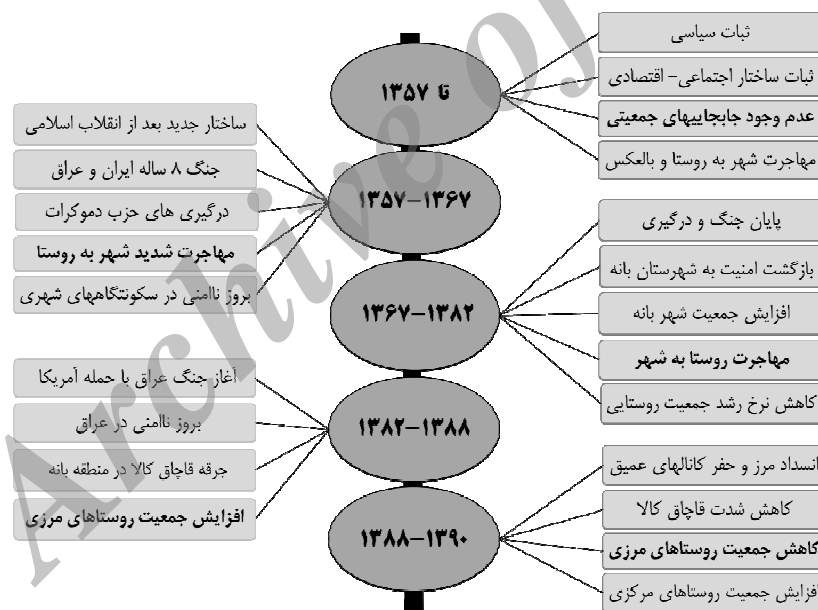 تا ۱۳۵۷
ثبات سیاسی
ثبات ساختار اجتماعی- اقتصادی
عدم وجود جابجاییهای جمعیتی
مهاجرت شهر به روستا و بالعکس
۱۳۵۷-۱۳۶۷
ساختار جدید بعد از انقلاب اسلامی
جنگ ۸ ساله ایران و عراق
درگیری های حزب دموکرات
مهاجرت شدید شهر به روستا
بروز ناامنی در سکونتگاههای شهری
۱۳۶۷-۱۳۸۲
پایان جنگ و درگیری
بازگشت امنیت به شهرستان بانه
افزایش جمعیت شهر بانه
مهاجرت روستا به شهر
کاهش نرخ رشد جمعیت روستایی
۱۳۸۲-۱۳۸۸
آغاز جنگ عراق با حمله آمریکا
بروز ناامنی در عراق
جرقه قاچاق کالا در منطقه بانه
افزایش جمعیت روستاهای مرزی
۱۳۸۸-۱۳۹۰
انسداد مرز و حفر کانالهای عمیق
کاهش شدت قاچاق کالا
کاهش جمعیت روستاهای مرزی
افزایش جمعیت روستاهای مرکزی
Archive of